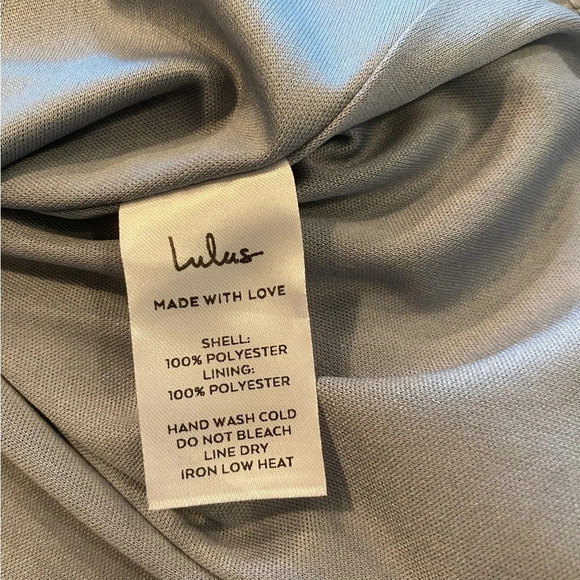 Lulus
MADE WITH LOVE
SHELL:
100% POLYESTER
LINING:
100% POLYESTER
HAND WASH COLD
DO NOT BLEACH
LINE DRY
IRON LOW HEAT